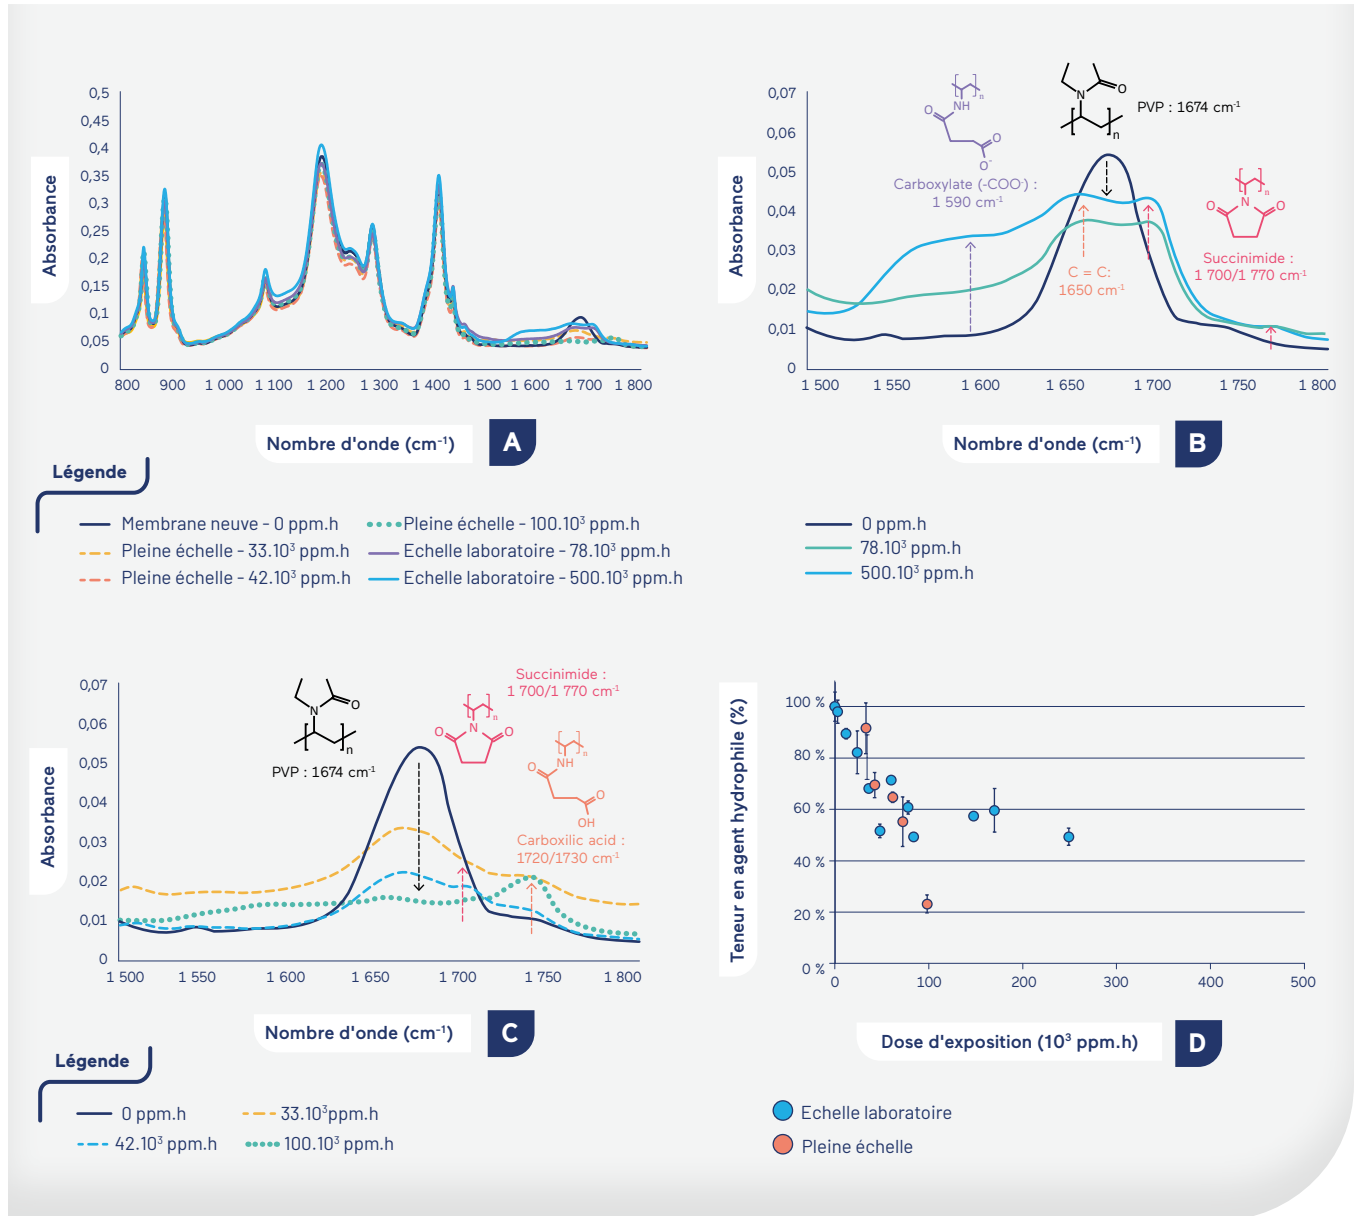 0,5
0,45
0,4
0,35
0,3
0,25
0,2
0,15
0,1
0,05
0
Absorbance
800 900 1 000 1 100 1 200 1 300 1 400 1 500 1 600 1 700 1 800
Nombre d'onde (cm⁻¹)
A
0,07
0,06
0,05
0,04
0,03
0,02
0,01
0
Absorbance
NH
n
O
O
O⁻
Carboxylate (-COO⁻) :
1 590 cm⁻¹
N
O
n
PVP : 1674 cm⁻¹
n
O N O
Succinimide :
1 700/1 770 cm⁻¹
C = C:
1650 cm⁻¹
1 500 1 550 1 600 1 650 1 700 1 750 1 800
Nombre d'onde (cm⁻¹)
B
Légende
Membrane neuve - 0 ppm.h
Pleine échelle - 33.10³ ppm.h
Pleine échelle - 42.10³ ppm.h
Pleine échelle - 100.10³ ppm.h
Echelle laboratoire - 78.10³ ppm.h
Echelle laboratoire - 500.10³ ppm.h
0 ppm.h
78.10³ ppm.h
500.10³ ppm.h
0,07
0,06
0,05
0,04
0,03
0,02
0,01
0
Absorbance
N
O
n
PVP : 1674 cm⁻¹
Succinimide :
1 700/1 770 cm⁻¹
n
O N O
n
NH
O
O
OH
Carboxilic acid :
1720/1730 cm⁻¹
1 500 1 550 1 600 1 650 1 700 1 750 1 800
Nombre d'onde (cm⁻¹)
C
Légende
0 ppm.h
33.10³ppm.h
42.10³ ppm.h
100.10³ ppm.h
Teneur en agent hydrophile (%)
100 %
80 %
60 %
40 %
20 %
0 %
0 100 200 300 400 500
Dose d'exposition (10³ ppm.h)
D
Echelle laboratoire
Pleine échelle